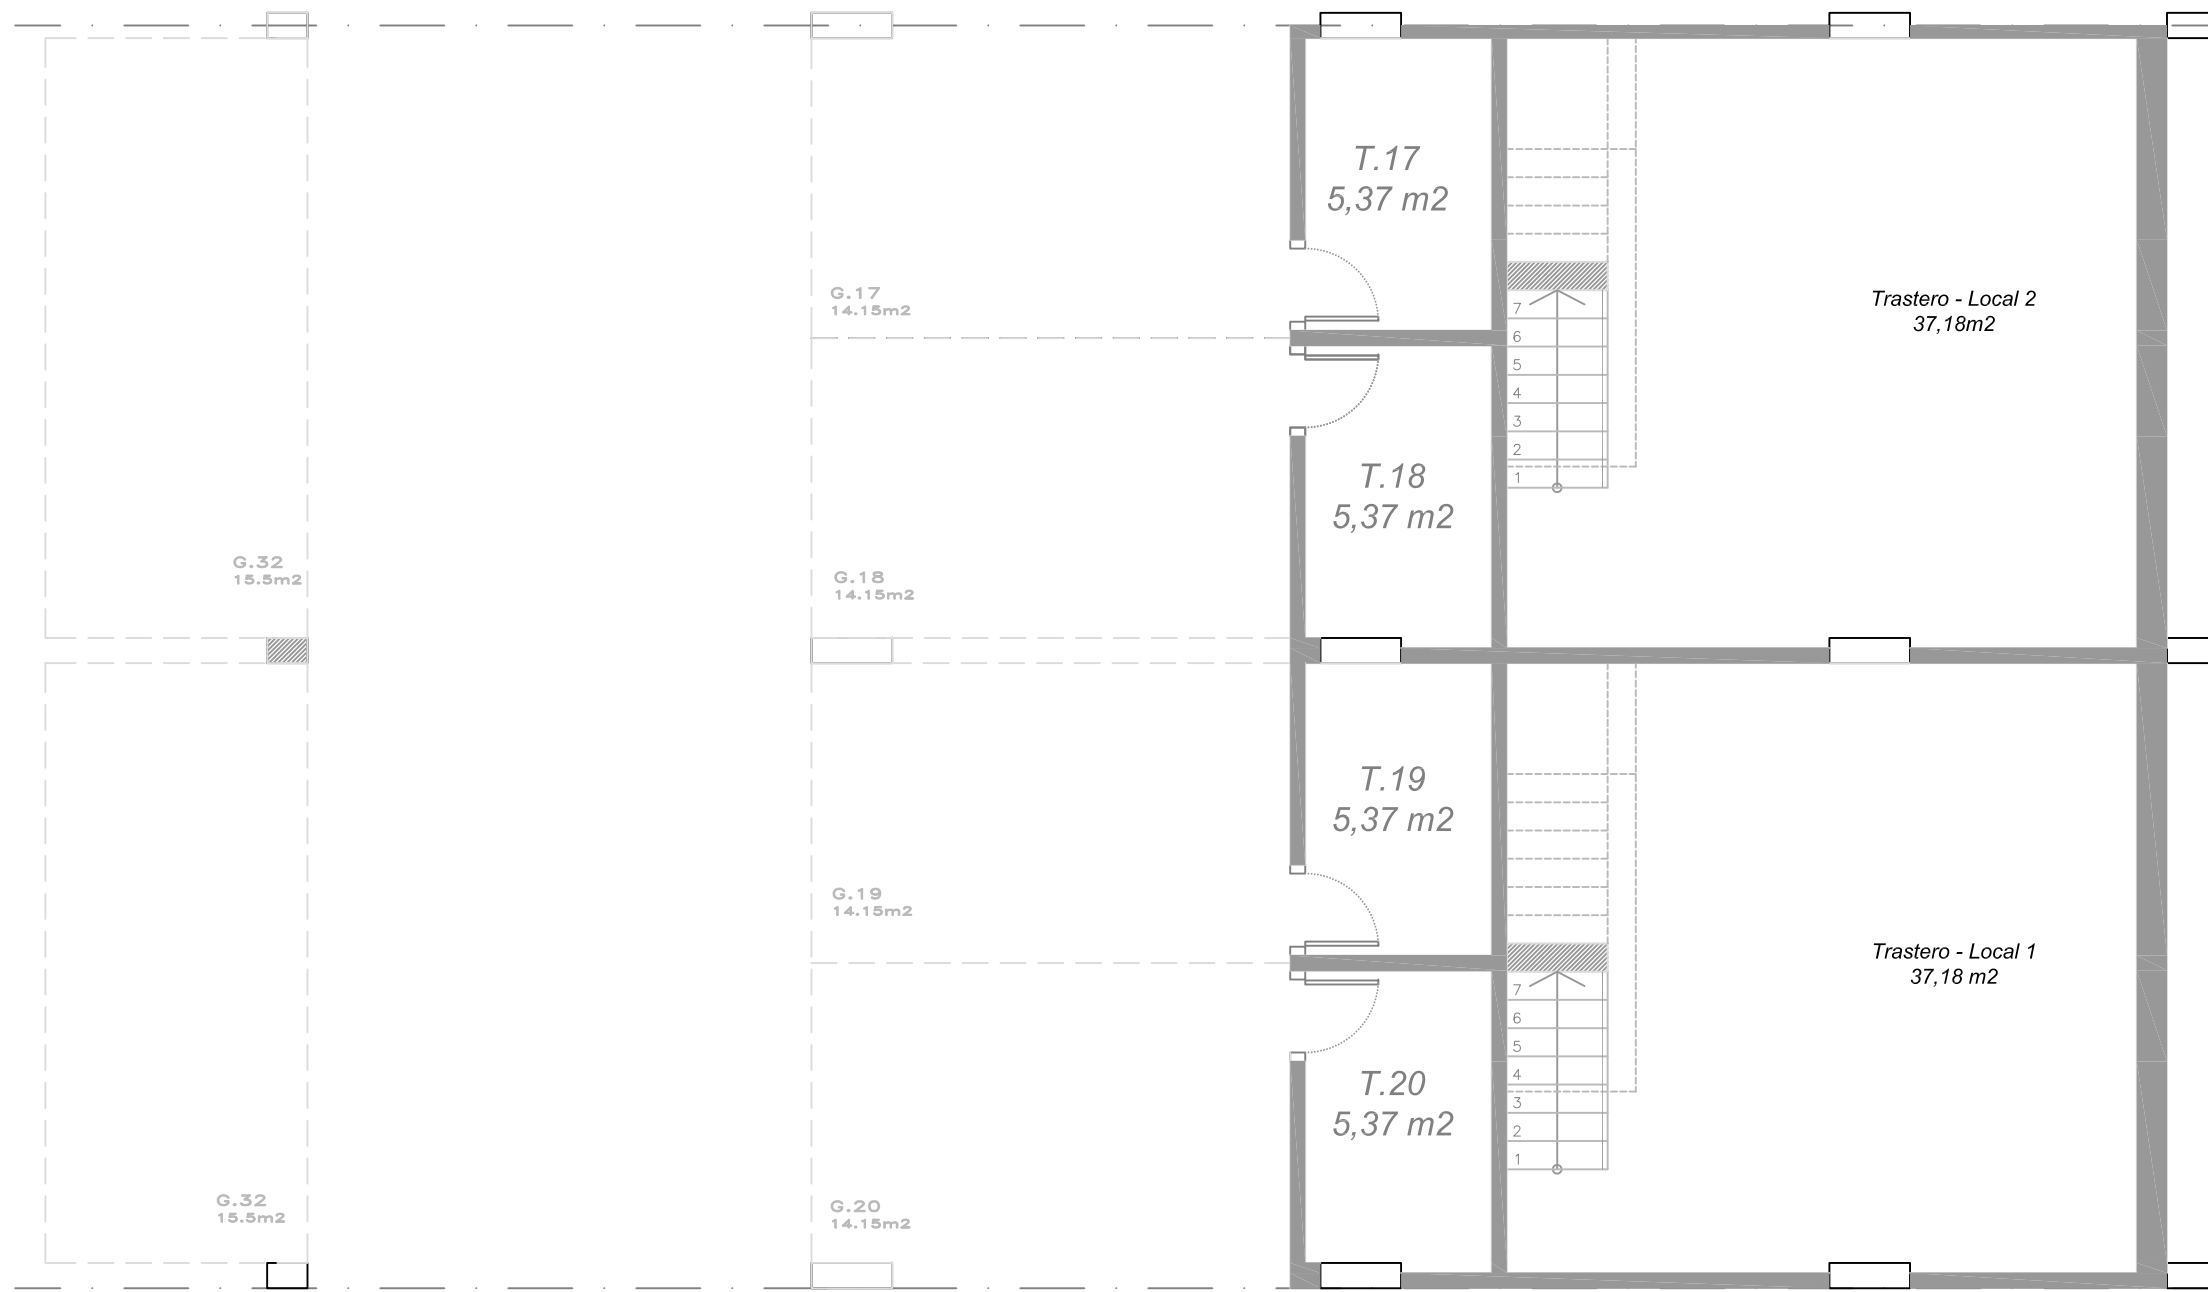 T.17
5,37 m2
G.17
14.15m2
Trastero - Local 2
37,18m2
7
6
5
4
3
2
1
T.18
5,37 m2
G.32
15.5m2
G.18
14.15m2
T.19
5,37 m2
G.19
14.15m2
Trastero - Local 1
37,18 m2
7
6
5
4
3
2
1
T.20
5,37 m2
G.32
15.5m2
G.20
14.15m2